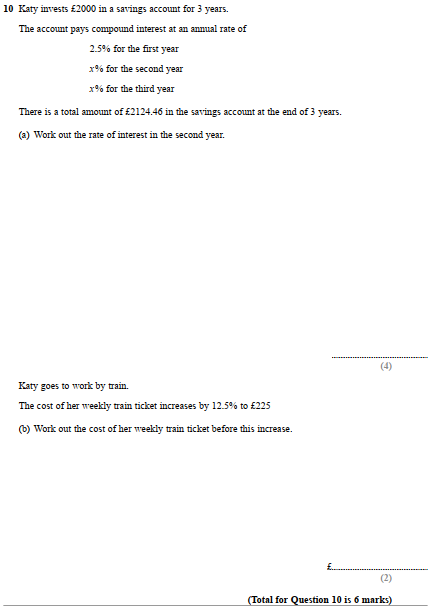 10 Katy invests £2000 in a savings account for 3 years.
The account pays compound interest at an annual rate of
2.5% for the first year
x% for the second year
x% for the third year
There is a total amount of £2124.46 in the savings account at the end of 3 years.
(a) Work out the rate of interest in the second year.
(4)
Katy goes to work by train.
The cost of her weekly train ticket increases by 12.5% to £225
(b) Work out the cost of her weekly train ticket before this increase.
£
(2)
(Total for Question 10 is 6 marks)